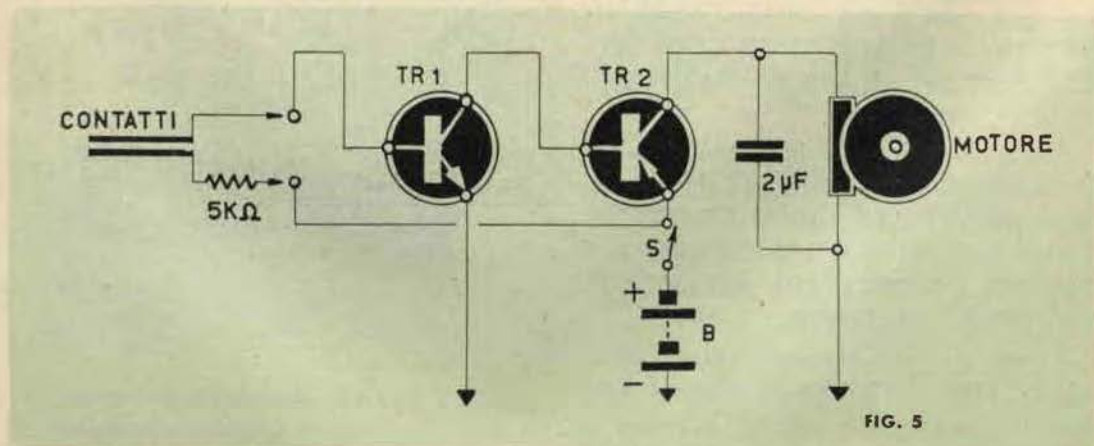 TR 1
TR 2
CONTATTI
5KΩ
2µF
MOTORE
S
+
B
−
FIG. 5